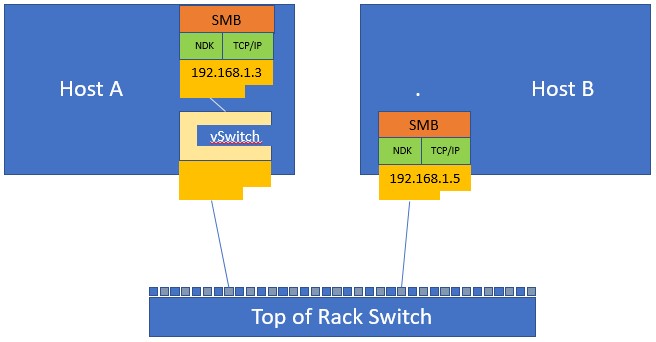 SMB
NDK TCP/IP
192.168.1.3
Host A
vSwitch
Host B
.
SMB
NDK TCP/IP
192.168.1.5
Top of Rack Switch